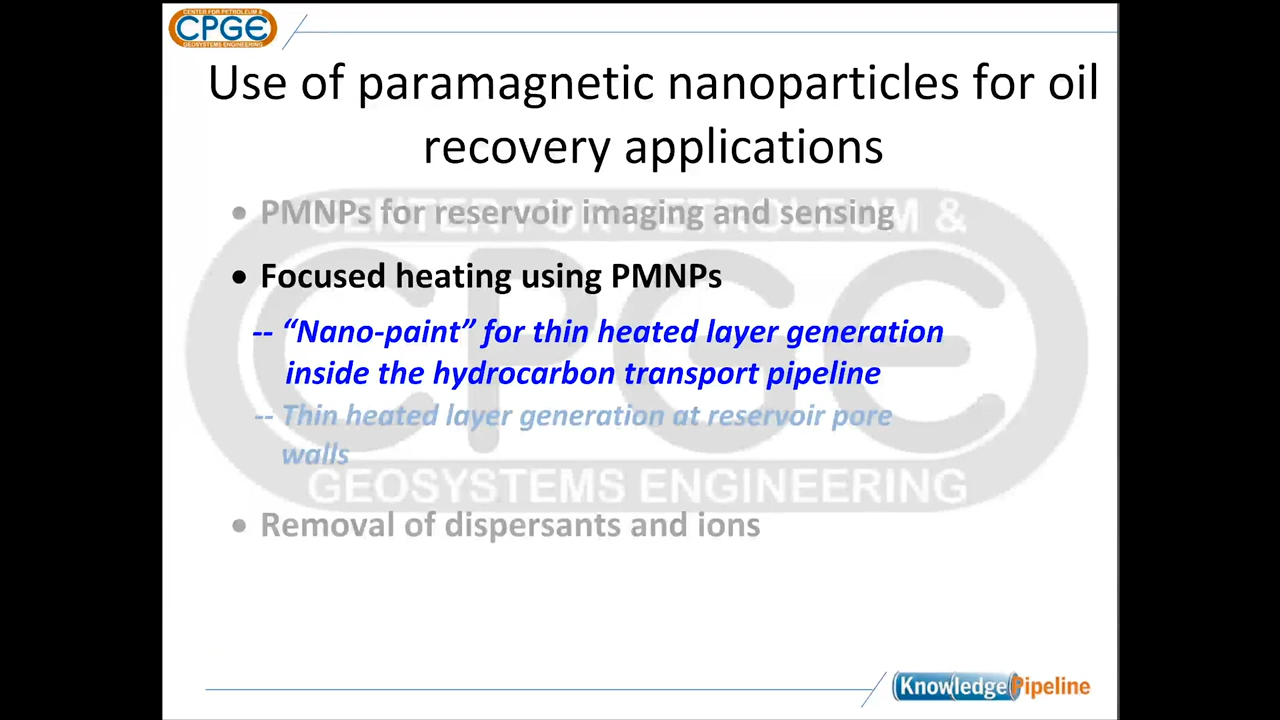 CENTER FOR PETROLEUM &
CPGE
GEOSYSTEMS ENGINEERING
Use of paramagnetic nanoparticles for oil
recovery applications
• PMNPs for reservoir imaging and sensing
CENTER FOR PETROLEUM &
• Focused heating using PMNPs
CPGE
-- “Nano-paint” for thin heated layer generation
inside the hydrocarbon transport pipeline
-- Thin heated layer generation at reservoir pore
walls
GEOSYSTEMS ENGINEERING
• Removal of dispersants and ions
Knowledge Pipeline